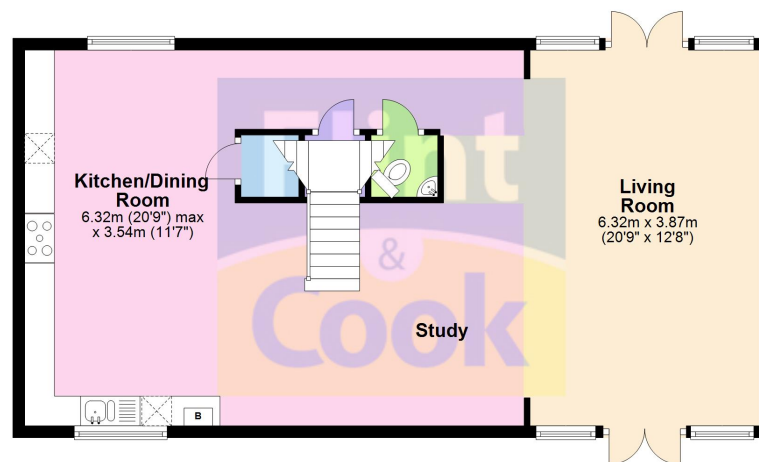 Flint
&
Cook
Kitchen/Dining
Room
6.32m (20'9") max
x 3.54m (11'7")
Living
Room
6.32m x 3.87m
(20'9" x 12'8")
Study
B